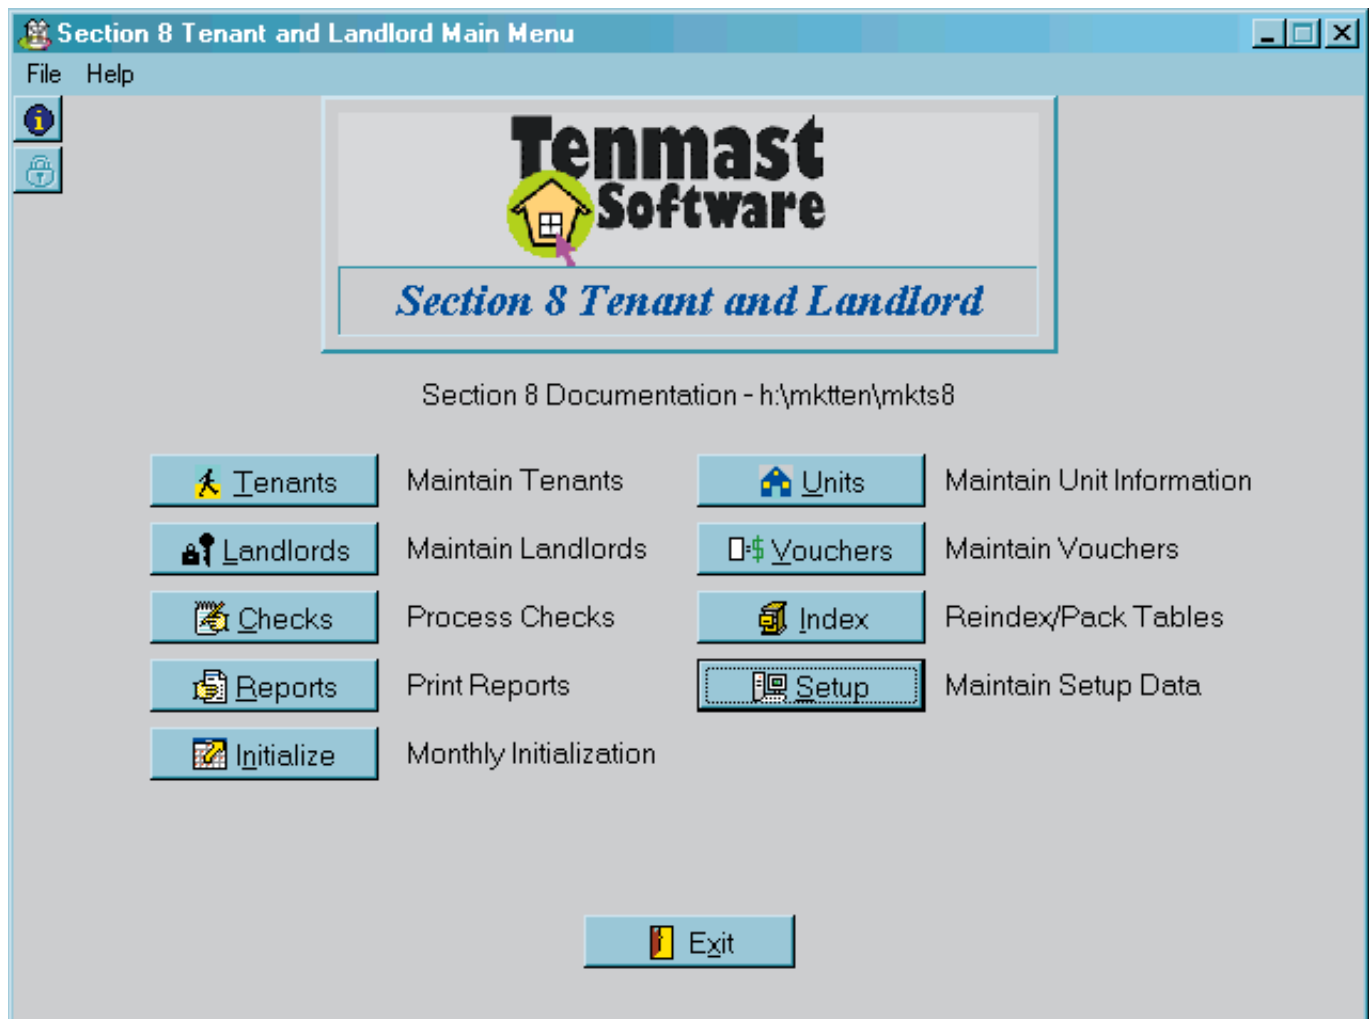 Section 8 Tenant and Landlord Main Menu
File Help
Tenmast
Software
Section 8 Tenant and Landlord
Section 8 Documentation - h:\mktten\mkts8
Tenants Maintain Tenants Units Maintain Unit Information
Landlords Maintain Landlords Vouchers Maintain Vouchers
Checks Process Checks Index Reindex/Pack Tables
Reports Print Reports Setup Maintain Setup Data
Initialize Monthly Initialization
Exit